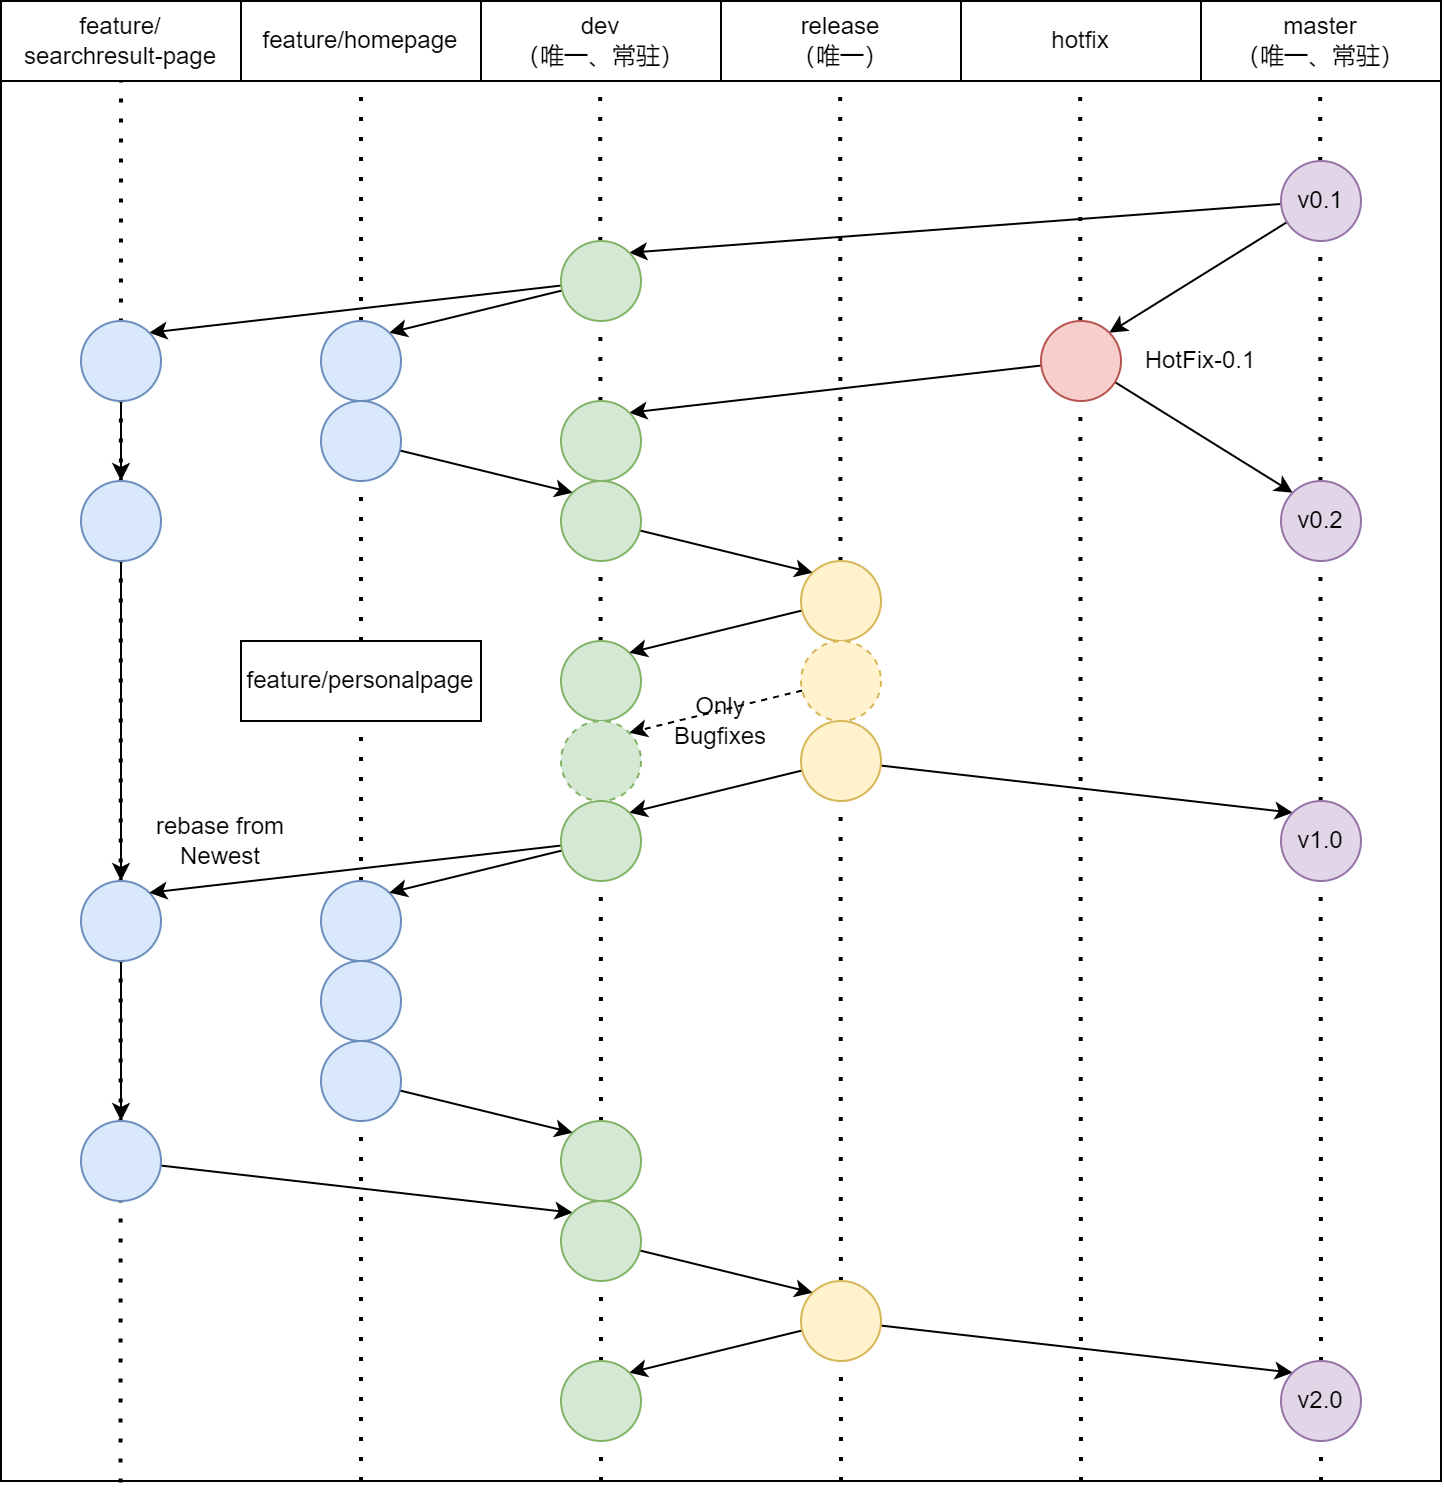 feature/
searchresult-page
feature/homepage
dev
（唯一、常驻）
release
（唯一）
hotfix
master
（唯一、常驻）
v0.1
HotFix-0.1
v0.2
feature/personalpage
Only
Bugfixes
rebase from
Newest
v1.0
v2.0